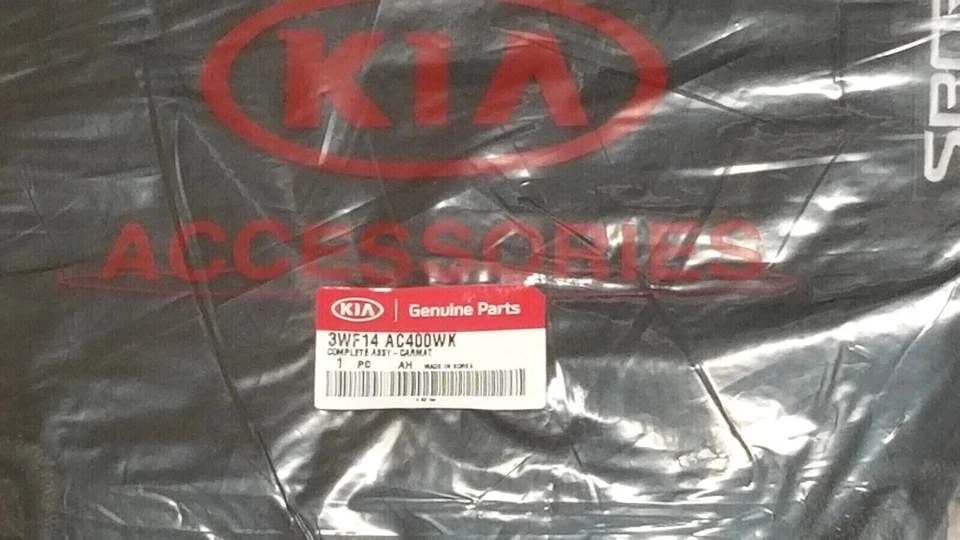 KIA
ACCESSORIES
KIA Genuine Parts
3WF14 AC400WK
COMPLETE ASSY - CARMAT
1 PC AH MADE IN KOREA